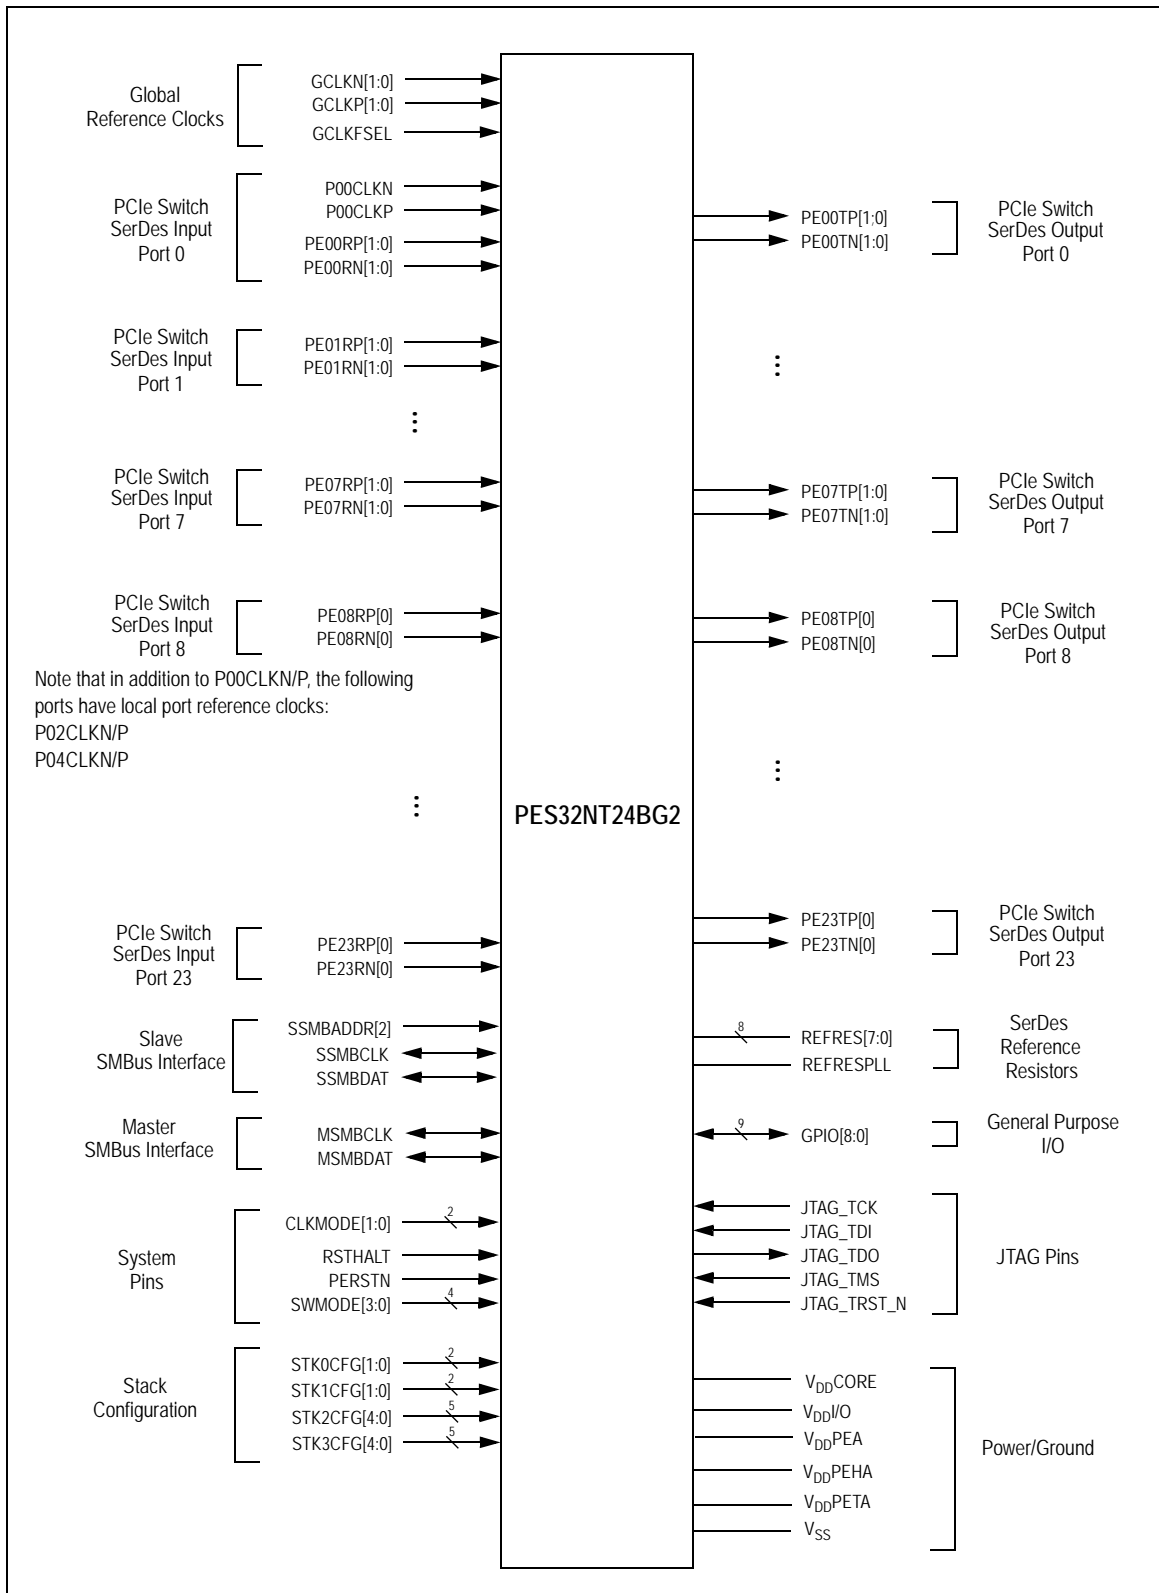 Global
Reference Clocks
GCLKN[1:0]
GCLKP[1:0]
GCLKFSEL
PCIe Switch
SerDes Input
Port 0
P00CLKN
P00CLKP
PE00RP[1:0]
PE00RN[1:0]
PE00TP[1;0]
PE00TN[1:0]
PCIe Switch
SerDes Output
Port 0
PCIe Switch
SerDes Input
Port 1
PE01RP[1:0]
PE01RN[1:0]
PCIe Switch
SerDes Input
Port 7
PE07RP[1:0]
PE07RN[1:0]
PE07TP[1:0]
PE07TN[1:0]
PCIe Switch
SerDes Output
Port 7
PCIe Switch
SerDes Input
Port 8
PE08RP[0]
PE08RN[0]
PE08TP[0]
PE08TN[0]
PCIe Switch
SerDes Output
Port 8
Note that in addition to P00CLKN/P, the following
ports have local port reference clocks:
P02CLKN/P
P04CLKN/P
PES32NT24BG2
PCIe Switch
SerDes Input
Port 23
PE23RP[0]
PE23RN[0]
PE23TP[0]
PE23TN[0]
PCIe Switch
SerDes Output
Port 23
Slave
SMBus Interface
SSMBADDR[2]
SSMBCLK
SSMBDAT
8
REFRES[7:0]
REFRESPLL
SerDes
Reference
Resistors
Master
SMBus Interface
MSMBCLK
MSMBDAT
9
GPIO[8:0]
General Purpose
I/O
System
Pins
CLKMODE[1:0]
2
RSTHALT
PERSTN
SWMODE[3:0]
4
JTAG_TCK
JTAG_TDI
JTAG_TDO
JTAG_TMS
JTAG_TRST_N
JTAG Pins
Stack
Configuration
STK0CFG[1:0]
2
STK1CFG[1:0]
2
STK2CFG[4:0]
5
STK3CFG[4:0]
5
VDDCORE
VDDI/O
VDDPEA
VDDPEHA
VDDPETA
VSS
Power/Ground